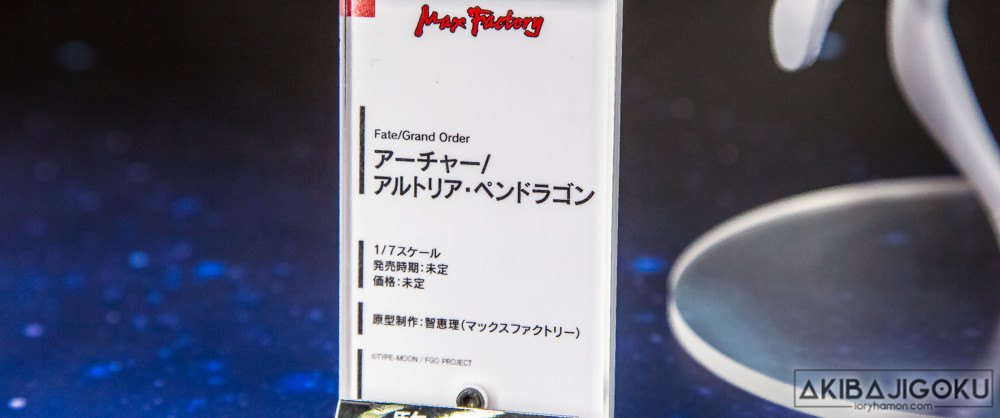 Max Factory
Fate/Grand Order
アーチャー/
アルトリア・ペンドラゴン
1/7スケール
発売時期:未定
価格:未定
原型制作:智恵理(マックスファクトリー)
©TYPE-MOON / FGO PROJECT
AKIBAJIGOKU
ioryhamon.com